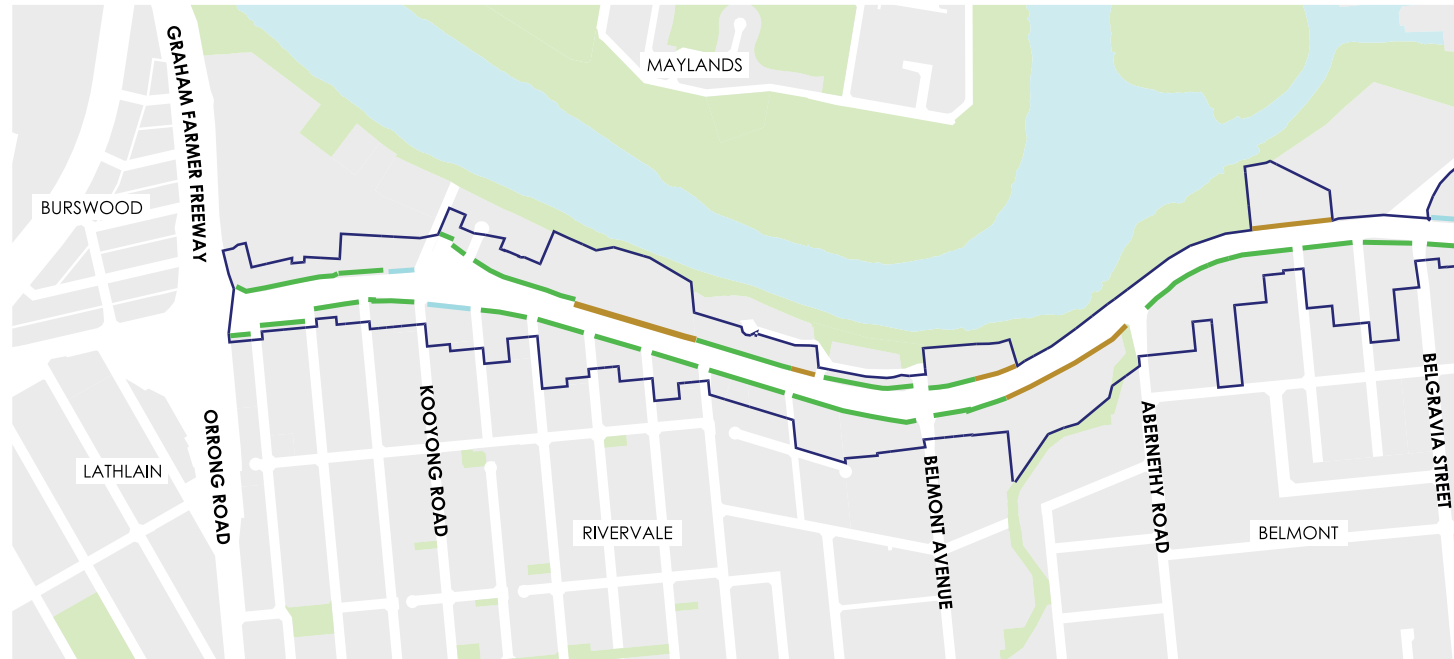 GRAHAM FARMER FREEWAY
MAYLANDS
BURSWOOD
LATHLAIN
ORRONG ROAD
KOOYONG ROAD
RIVERVALE
BELMONT AVENUE
ABERNETHY ROAD
BELMONT
BELGRAVIA STREET